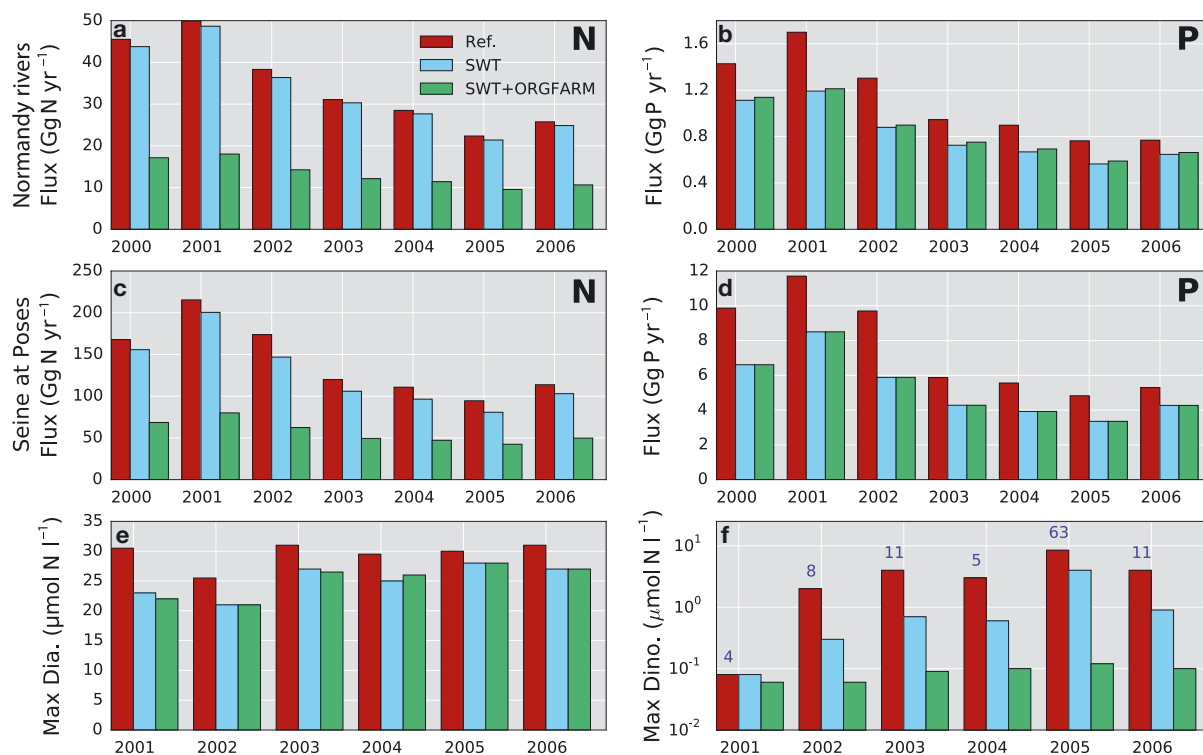 a
N
Ref.
SWT
SWT+ORGFARM
Normandy rivers
Flux (Gg N yr⁻¹)
50
40
30
20
10
0
2000 2001 2002 2003 2004 2005 2006
b
P
Flux (Gg P yr⁻¹)
1.6
1.2
0.8
0.4
0.0
2000 2001 2002 2003 2004 2005 2006
c
N
Seine at Poses
Flux (Gg N yr⁻¹)
250
200
150
100
50
0
2000 2001 2002 2003 2004 2005 2006
d
P
Flux (Gg P yr⁻¹)
12
10
8
6
4
2
0
2000 2001 2002 2003 2004 2005 2006
e
Max Dia. (μmol N l⁻¹)
35
30
25
20
15
10
5
0
2001 2002 2003 2004 2005 2006
f
Max Dino. (μmol N l⁻¹)
10¹
10⁰
10⁻¹
10⁻²
4 8 11 5 63 11
2001 2002 2003 2004 2005 2006